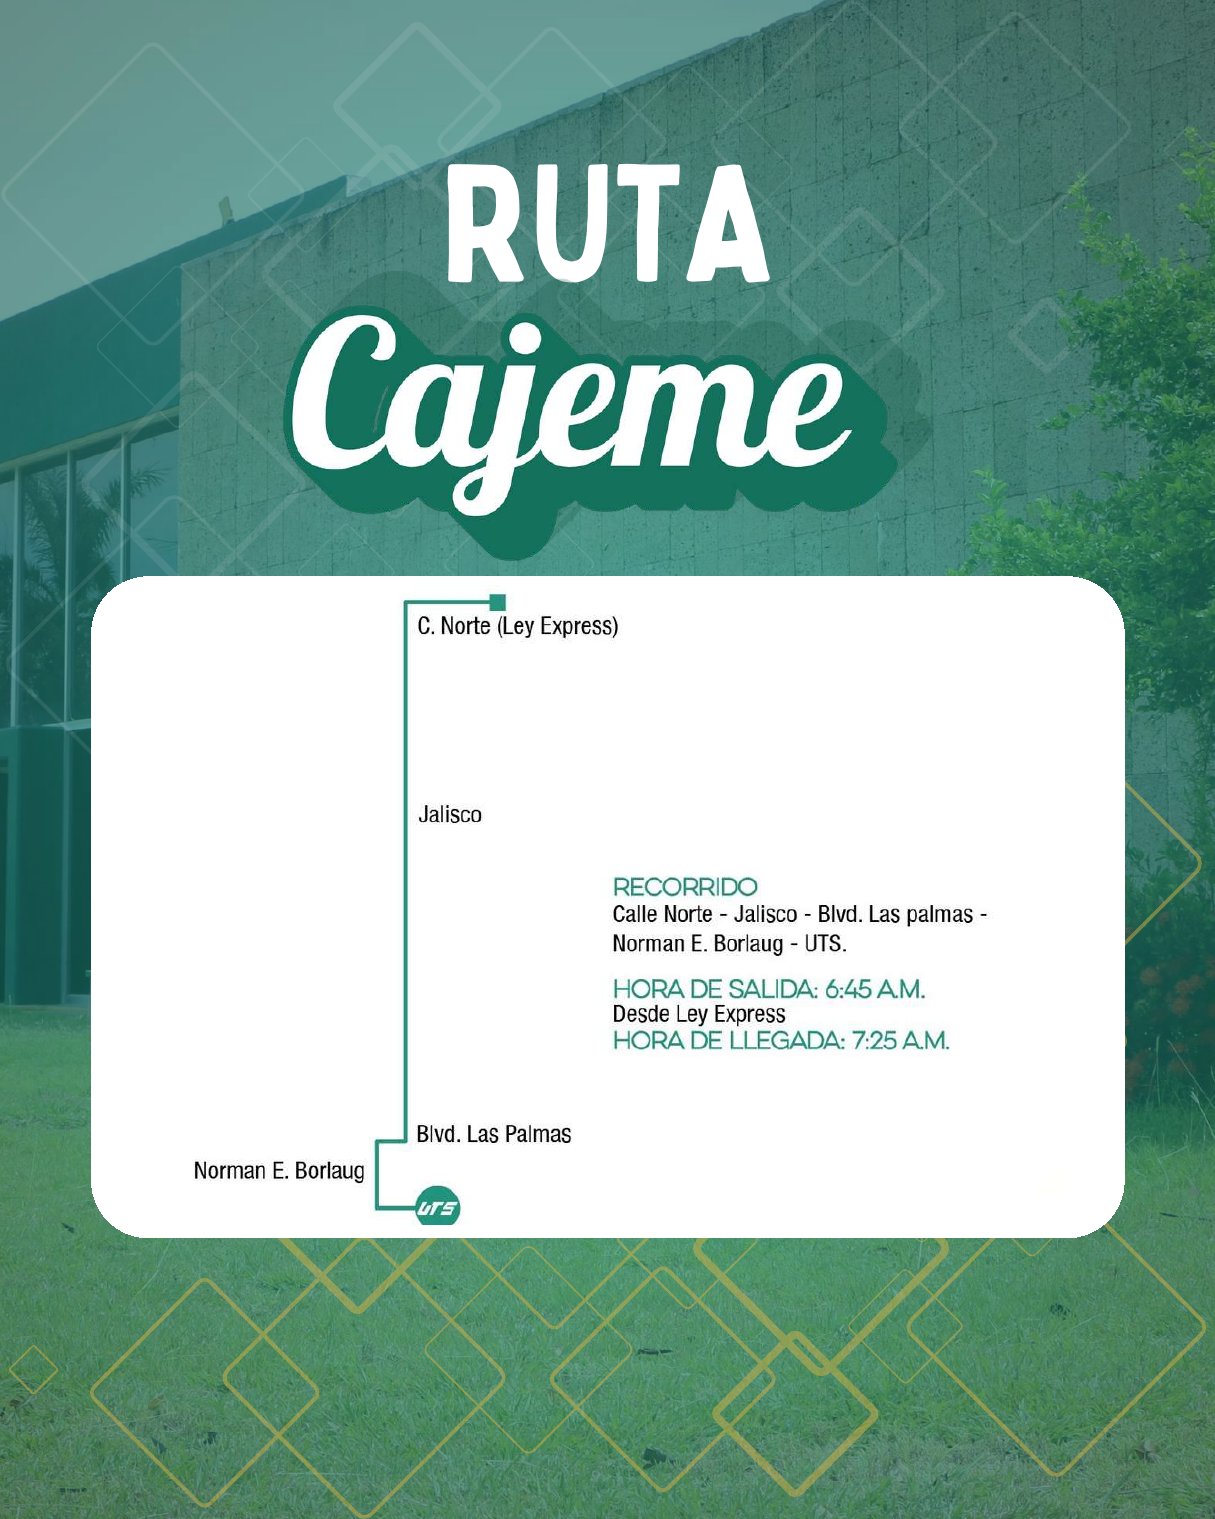 RUTA
Cajeme
C. Norte (Ley Express)
Jalisco
RECORRIDO
Calle Norte - Jalisco - Blvd. Las palmas -
Norman E. Borlaug - UTS.
HORA DE SALIDA: 6:45 A.M.
Desde Ley Express
HORA DE LLEGADA: 7:25 A.M.
Blvd. Las Palmas
Norman E. Borlaug
UTS